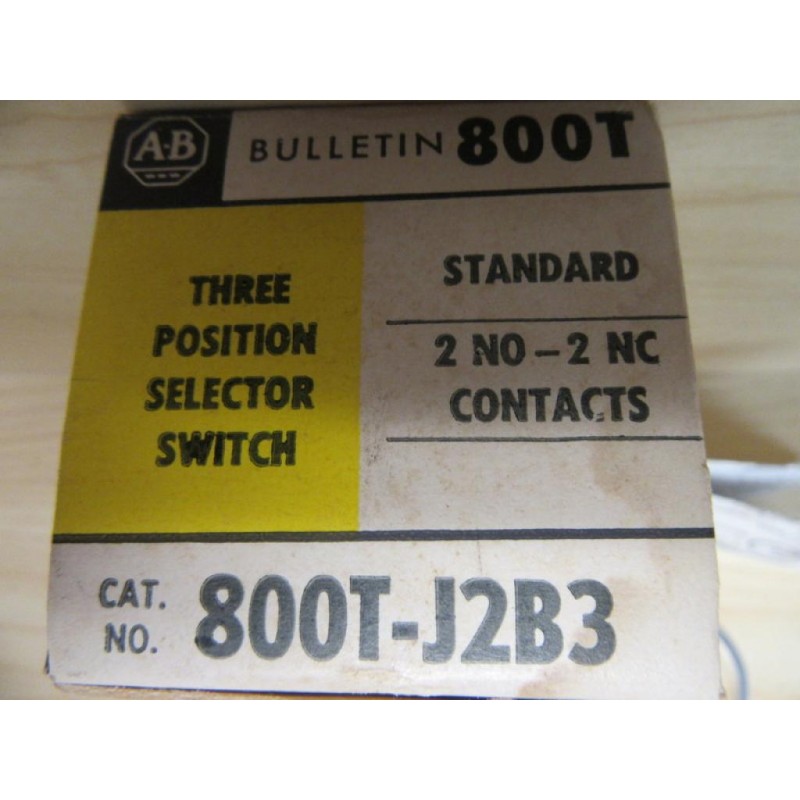 A-B
BULLETIN 800T
THREE
POSITION
SELECTOR
SWITCH
STANDARD
2 NO - 2 NC
CONTACTS
CAT.
NO.
800T-J2B3